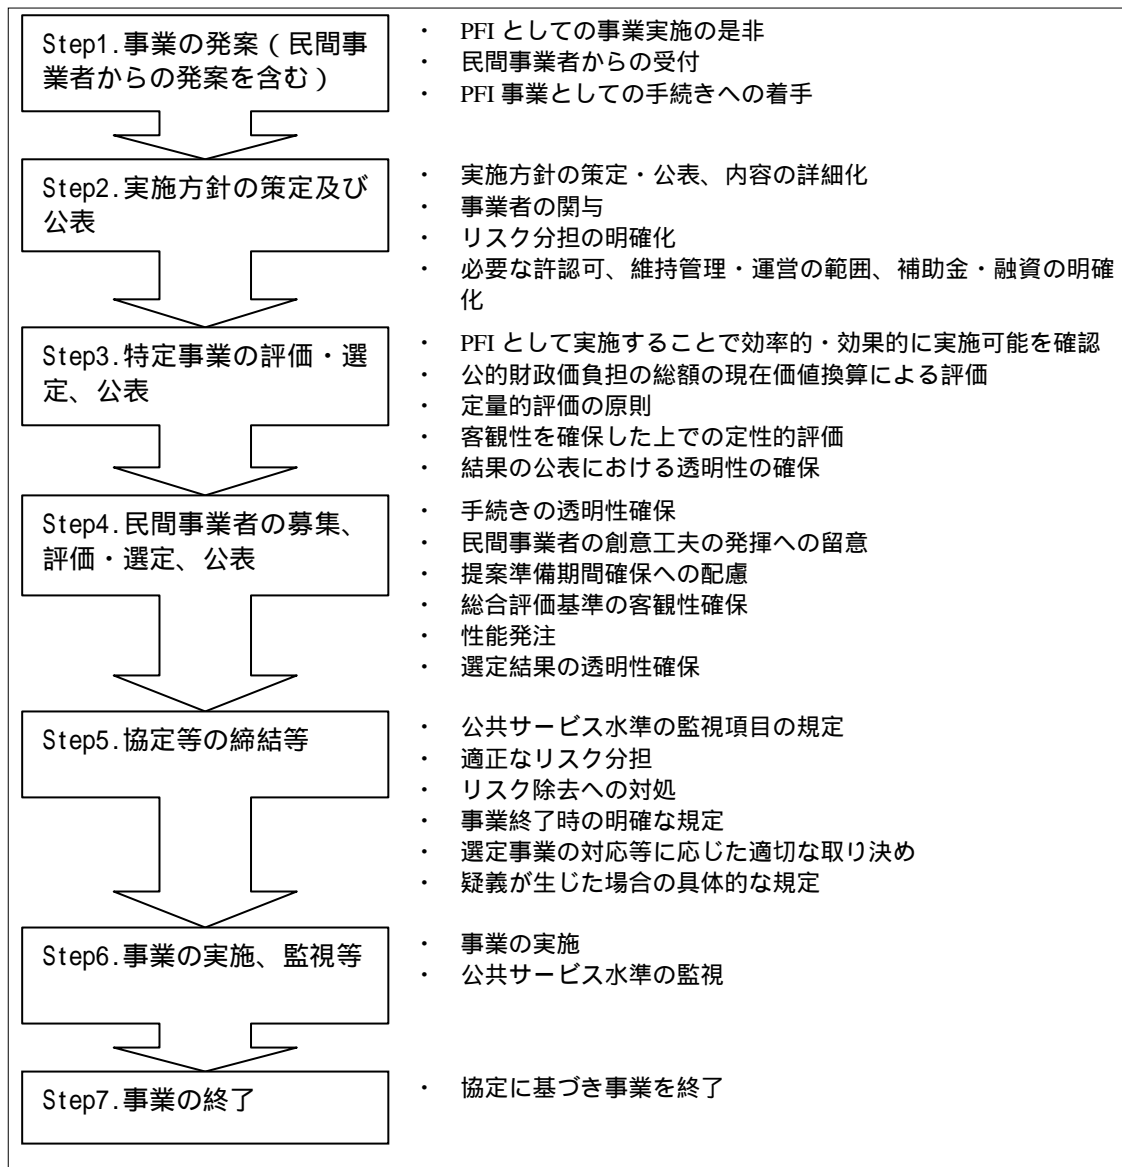 Step1.事業の発案（民間事
業者からの発案を含む）
・ PFI としての事業実施の是非
・ 民間事業者からの受付
・ PFI 事業としての手続きへの着手
Step2.実施方針の策定及び
公表
・ 実施方針の策定・公表、内容の詳細化
・ 事業者の関与
・ リスク分担の明確化
・ 必要な許認可、維持管理・運営の範囲、補助金・融資の明確
化
Step3.特定事業の評価・選
定、公表
・ PFI として実施することで効率的・効果的に実施可能を確認
・ 公的財政価負担の総額の現在価値換算による評価
・ 定量的評価の原則
・ 客観性を確保した上での定性的評価
・ 結果の公表における透明性の確保
Step4.民間事業者の募集、
評価・選定、公表
・ 手続きの透明性確保
・ 民間事業者の創意工夫の発揮への留意
・ 提案準備期間確保への配慮
・ 総合評価基準の客観性確保
・ 性能発注
・ 選定結果の透明性確保
Step5.協定等の締結等
・ 公共サービス水準の監視項目の規定
・ 適正なリスク分担
・ リスク除去への対処
・ 事業終了時の明確な規定
・ 選定事業の対応等に応じた適切な取り決め
・ 疑義が生じた場合の具体的な規定
Step6.事業の実施、監視等
・ 事業の実施
・ 公共サービス水準の監視
Step7.事業の終了
・ 協定に基づき事業を終了